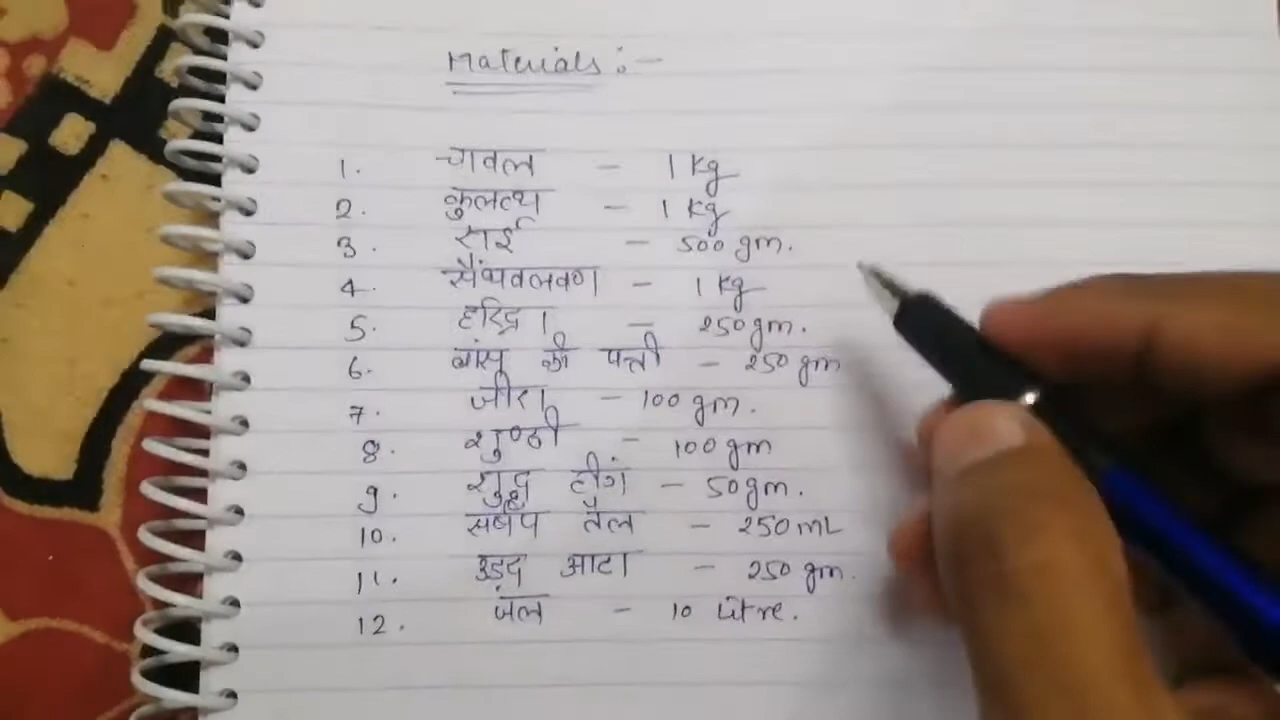 Materials :-
1. चावल - 1 kg
2. कुलत्थ - 1 kg
3. राई - 500 gm.
4. सैंधवलवण - 1 kg
5. हरिद्रा - 250 gm.
6. बांस की पत्ती - 250 gm
7. जीरा - 100 gm.
8. शुण्ठी - 100 gm
9. शुद्ध हींग - 50 gm.
10. सर्षप तैल - 250 mL
11. उड़द आटा - 250 gm.
12. जल - 10 Litre.